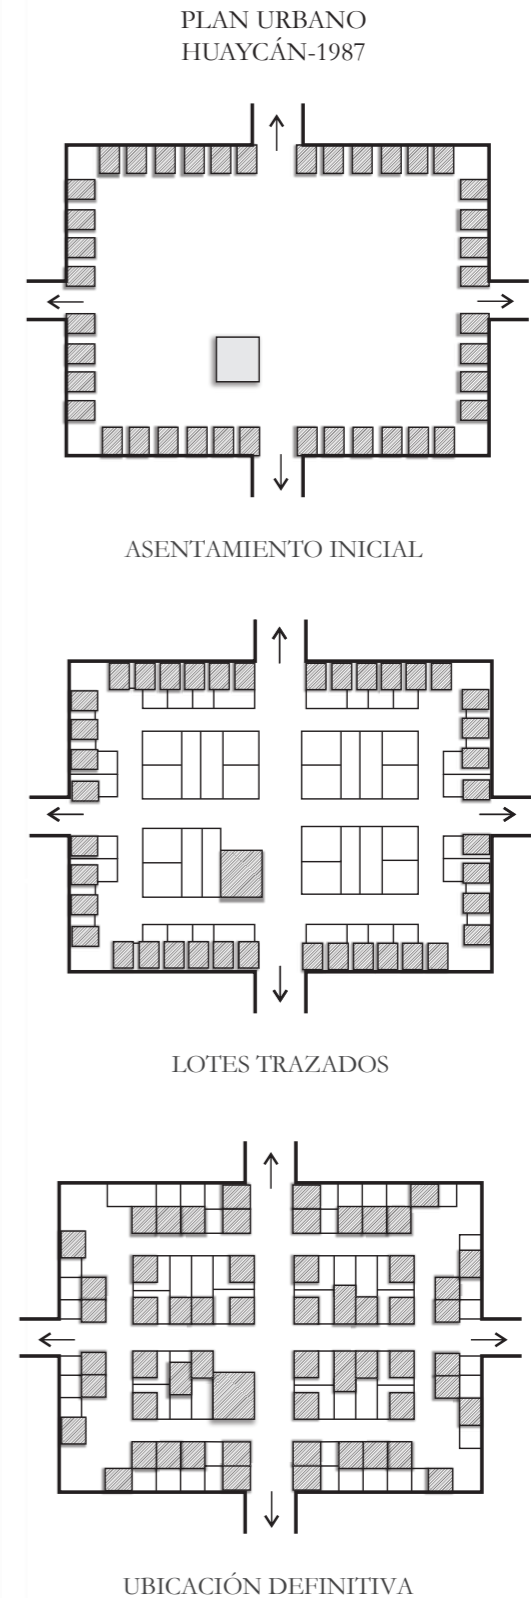 PLAN URBANO
HUAYCÁN-1987
ASENTAMIENTO INICIAL
LOTES TRAZADOS
UBICACIÓN DEFINITIVA